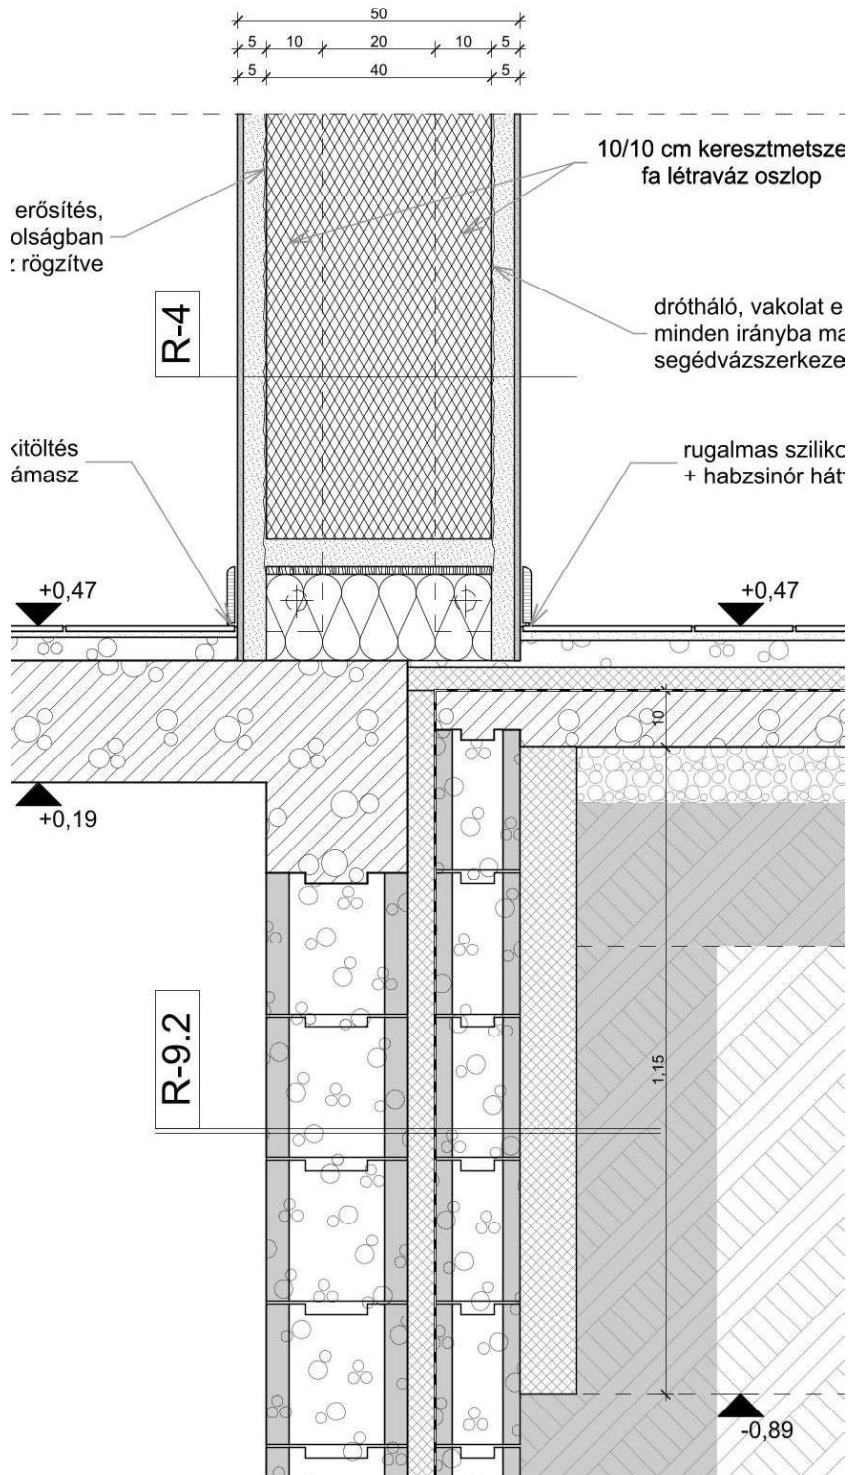 50
5 10 20 10 5
5 40 5
10/10 cm keresztmetsze
fa létraváz oszlop
erősítés,
olságban
rögzítve
R-4
drótháló, vakolat e
minden irányba ma
segédvázszerkeze
kitöltés
ámasz
rugalmas sziliko
+ habzsinór hát
+0,47
+0,47
10
+0,19
R-9.2
1,15
-0,89